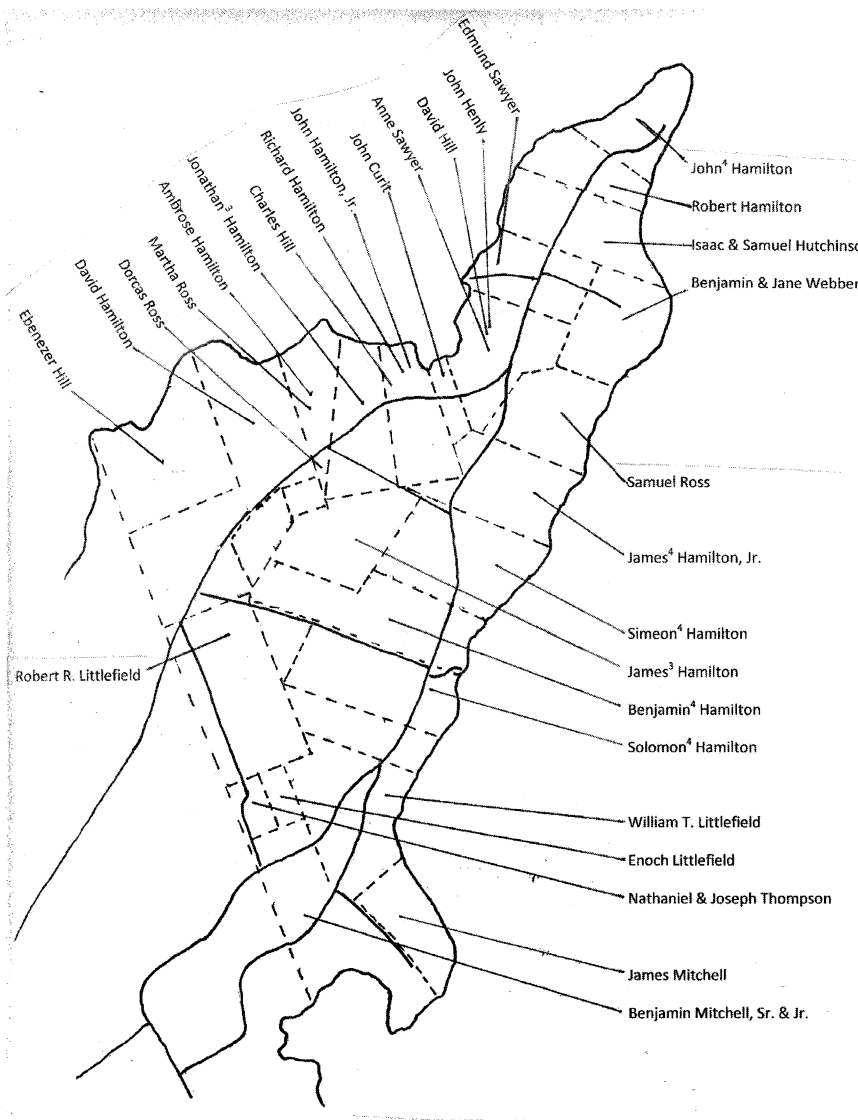 Ebenezer Hill
David Hamilton
Dorcas Ross
Martha Ross
Ambrose Hamilton
Jonathan³ Hamilton
Charles Hill
Richard Hamilton
John Hamilton, Jr.
John Curit
Anne Sawyer
David Hill
John Henly
Edmund Sawyer
John⁴ Hamilton
Robert Hamilton
Isaac & Samuel Hutchinso
Benjamin & Jane Webber
Samuel Ross
James⁴ Hamilton, Jr.
Simeon⁴ Hamilton
James³ Hamilton
Benjamin⁴ Hamilton
Solomon⁴ Hamilton
Robert R. Littlefield
William T. Littlefield
Enoch Littlefield
Nathaniel & Joseph Thompson
James Mitchell
Benjamin Mitchell, Sr. & Jr.